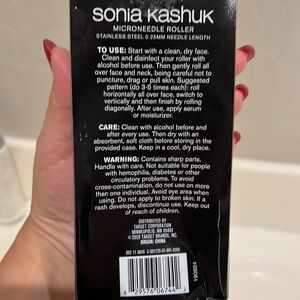 sonia kashuk
MICRONEEDLE ROLLER
STAINLESS STEEL 0.25MM NEEDLE LENGTH
TO USE: Start with a clean, dry face.
Clean and disinfect your roller with
alcohol before use. Then gently roll all
over face and neck, being careful not to
puncture, drag or pull skin. Suggested
pattern (do 3-5 times each): roll
horizontally all over face, switch to
vertically and then finish by rolling
diagonally. After use, apply serum
or moisturizer.
CARE: Clean with alcohol before and
after every use. Then dry with an
absorbent, soft cloth before storing in the
provided case. Keep in a cool, dry place.
WARNING: Contains sharp parts.
Handle with care. Not suitable for people
with hemophilia, diabetes or other
circulatory problems. To avoid
cross-contamination, do not use on more
than one individual. Avoid eye area when
using. Do not apply to broken skin. If a
rash develops, discontinue use. Keep out
of reach of children.
DISTRIBUTED BY
TARGET CORPORATION
MINNEAPOLIS, MN 55403
©2020 TARGET BRANDS, INC.
ORIGIN: CHINA
052 11 0849
8 29576 06744 2